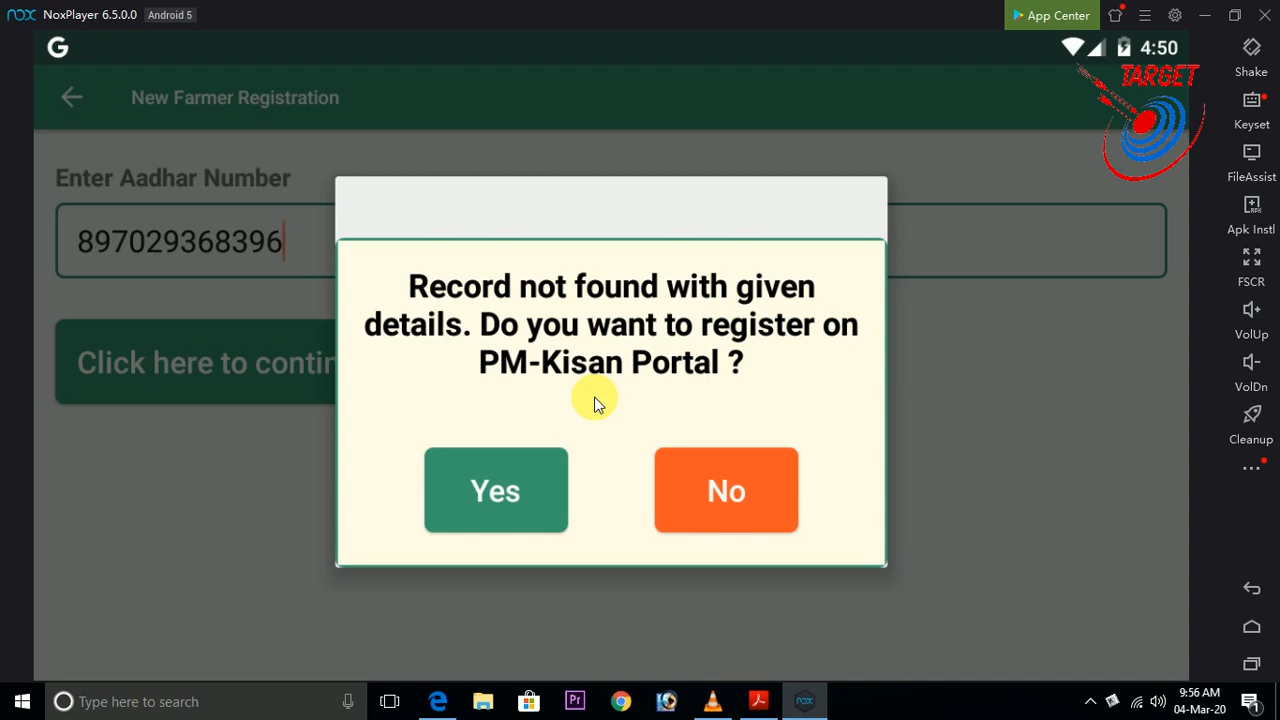 NoxPlayer 6.5.0.0 Android 5
App Center
G
4:50
TARGET
New Farmer Registration
Enter Aadhar Number
897029368396
Click here to contin
Record not found with given
details. Do you want to register on
PM-Kisan Portal ?
Yes
No
Shake
Keyset
FileAssist
Apk Instl
FSCR
VolUp
VolDn
Cleanup
Type here to search
Pr
nox
9:56 AM
04-Mar-20
1